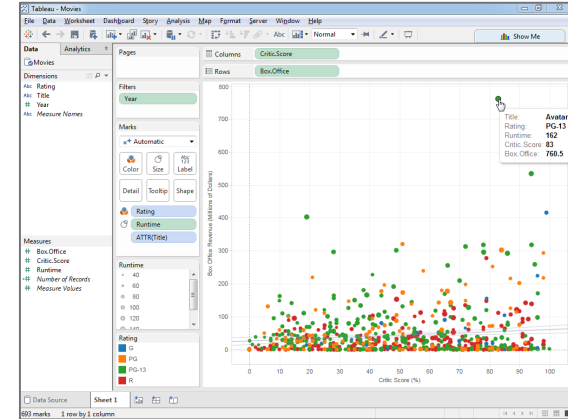 Tableau - Movies
File Data Worksheet Dashboard Story Analysis Map Format Server Window Help
Abc Normal Show Me
Data Analytics Pages Columns Critic.Score
Movies Rows Box.Office
Dimensions
Abc Rating
Abc Title
# Year
Abc Measure Names
Filters
Year
Marks
Automatic
Color Size Label
Detail Tooltip Shape
Rating
Runtime
ATTR(Title)
Measures
# Box.Office
# Critic.Score
# Runtime
# Number of Records
# Measure Values
Runtime
40
60
80
100
120
140
Rating
G
PG
PG-13
R
Box Office Revenue (Millions of Dollars)
800
700
600
500
400
300
200
100
0
Title: Avatar
Rating: PG-13
Runtime: 162
Critic Score: 83
Box.Office: 760.5
0 10 20 30 40 50 60 70 80 90 100
Critic Score (%)
Data Source Sheet 1
693 marks 1 row by 1 column